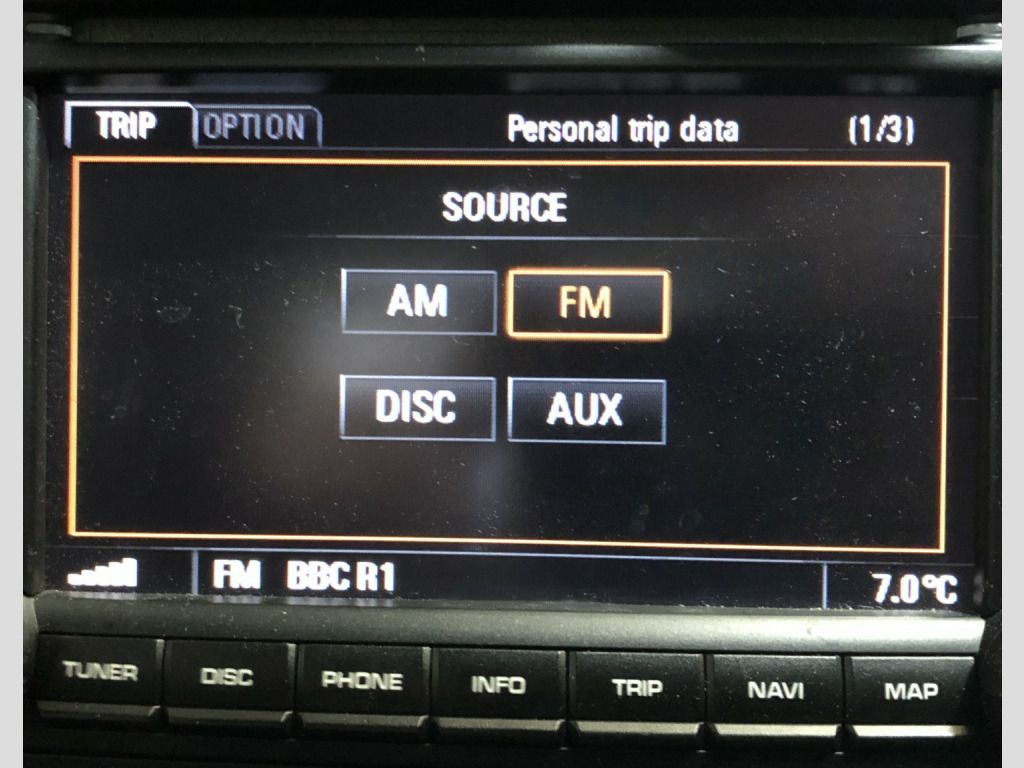 TRIP OPTION Personal trip data (1/3)
SOURCE
AM FM
DISC AUX
FM BBC R1 7.0°C
TUNER DISC PHONE INFO TRIP NAVI MAP